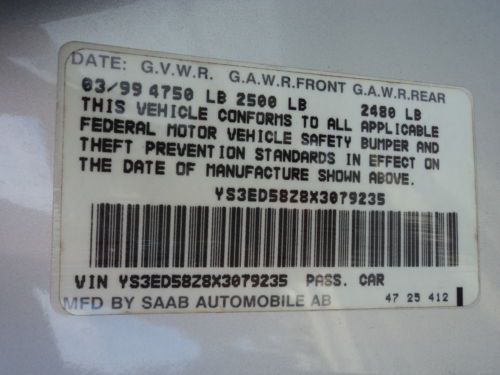 DATE: G.V.W.R. G.A.W.R.FRONT G.A.W.R.REAR
03/99 4750 LB 2500 LB 2480 LB
THIS VEHICLE CONFORMS TO ALL APPLICABLE
FEDERAL MOTOR VEHICLE SAFETY BUMPER AND
THEFT PREVENTION STANDARDS IN EFFECT ON
THE DATE OF MANUFACTURE SHOWN ABOVE.
YS3ED58Z8X3079235
VIN YS3ED58Z8X3079235 PASS. CAR
MFD BY SAAB AUTOMOBILE AB 47 25 412